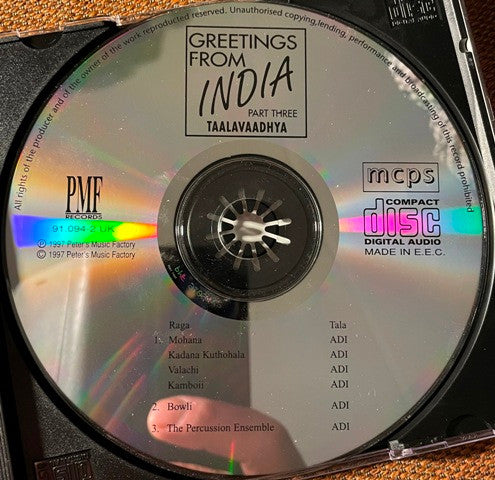 All rights of the producer and of the owner of the work reproduced reserved. Unauthorised copying, lending, performance and broadcasting of this record prohibited
GREETINGS
FROM
INDIA
PART THREE
TAALAVAADHYA
PMF
RECORDS
91.094-2 UK
℗ 1997 Peter's Music Factory
© 1997 Peter's Music Factory
mcps
COMPACT
disc
DIGITAL AUDIO
MADE IN E.E.C.
Raga Tala
1. Mohana ADI
Kadana Kuthohala ADI
Valachi ADI
Kamboii ADI
2. Bowli ADI
3. The Percussion Ensemble ADI